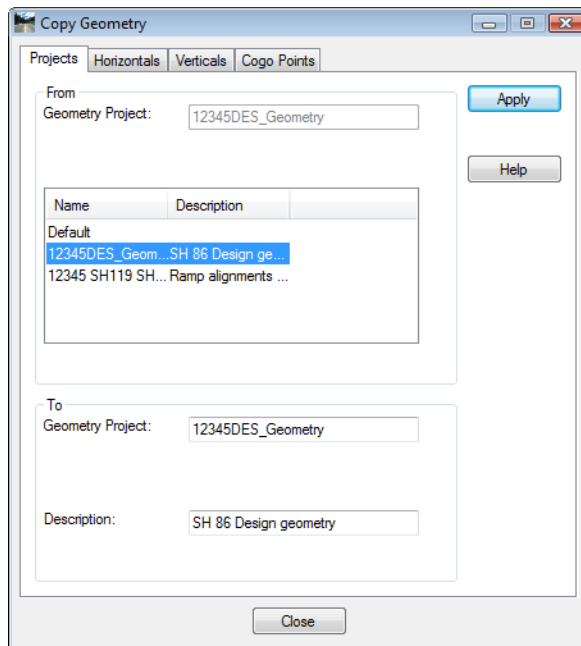 Copy Geometry
Projects Horizontals Verticals Cogo Points
From
Geometry Project: 12345DES_Geometry
Apply
Help
Name Description
Default
12345DES_Geom...SH 86 Design ge...
12345 SH119 SH... Ramp alignments ...
To
Geometry Project: 12345DES_Geometry
Description: SH 86 Design geometry
Close